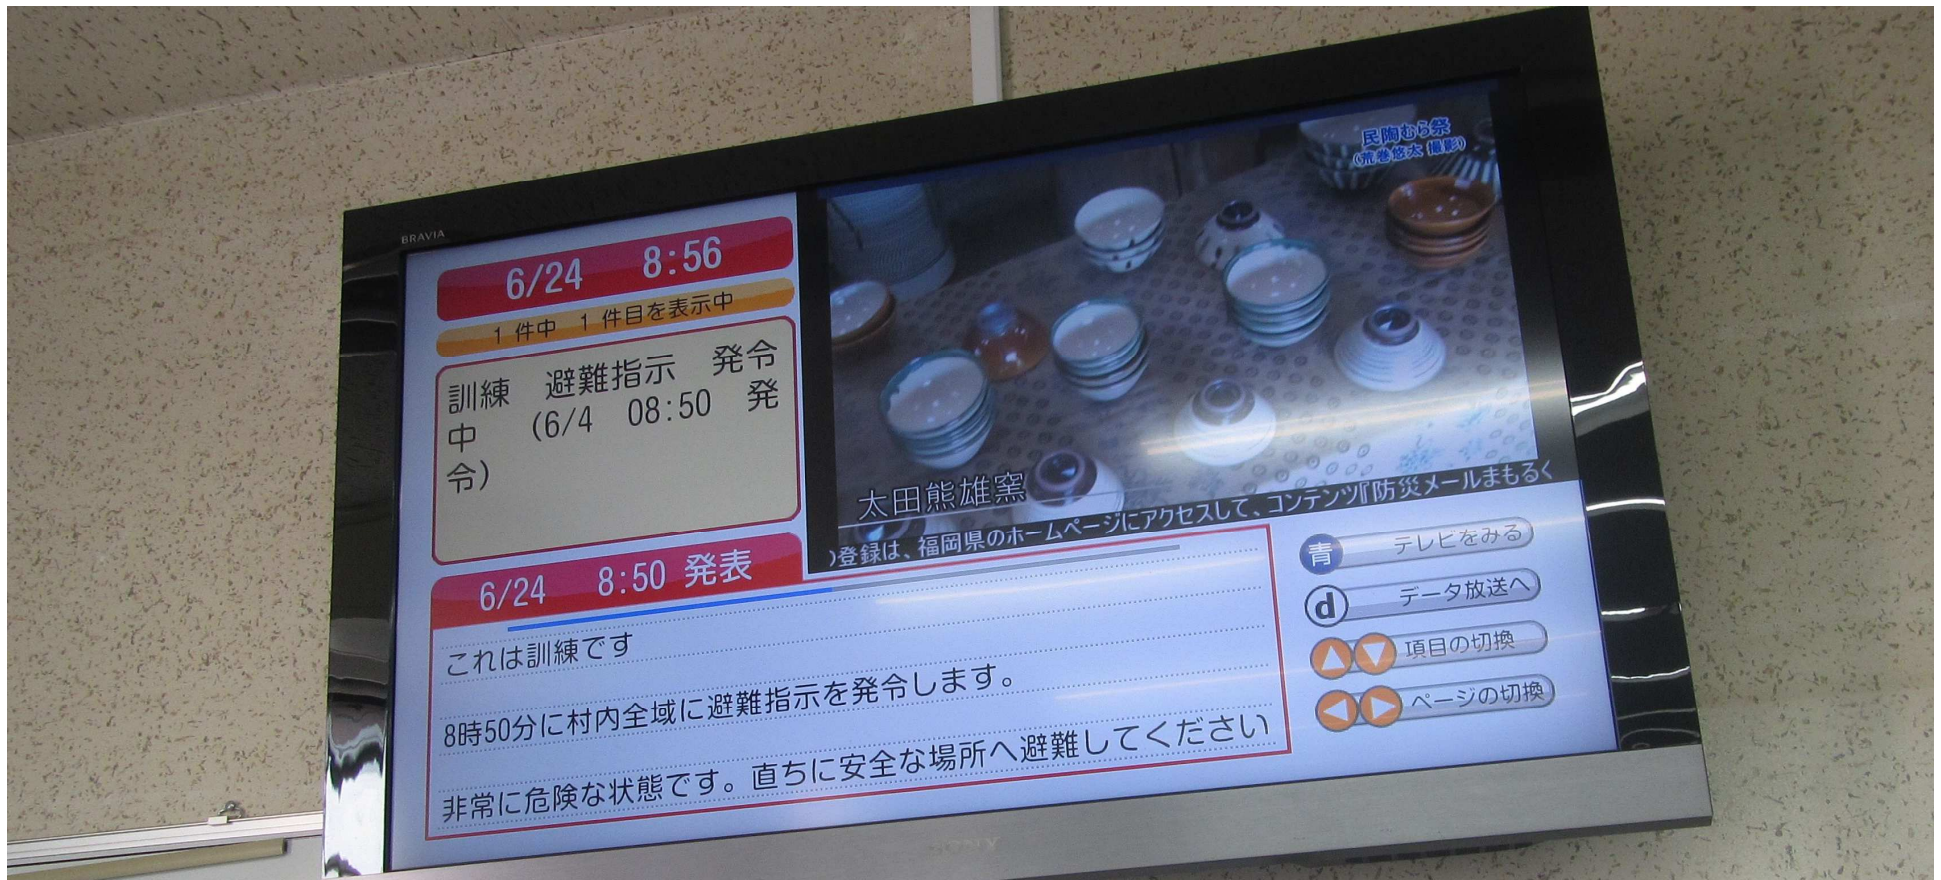 BRAVIA
6/24 8:56
1 件中 1 件目を表示中
訓練 避難指示 発令
中 (6/4 08:50 発
令)
民陶むら祭
(荒巻悠太 撮影)
太田熊雄窯
登録は、福岡県のホームページにアクセスして、コンテンツ『防災メールまもるく
6/24 8:50 発表
これは訓練です
8時50分に村内全域に避難指示を発令します。
非常に危険な状態です。直ちに安全な場所へ避難してください
青 テレビをみる
d データ放送へ
項目の切換
ページの切換
SONY